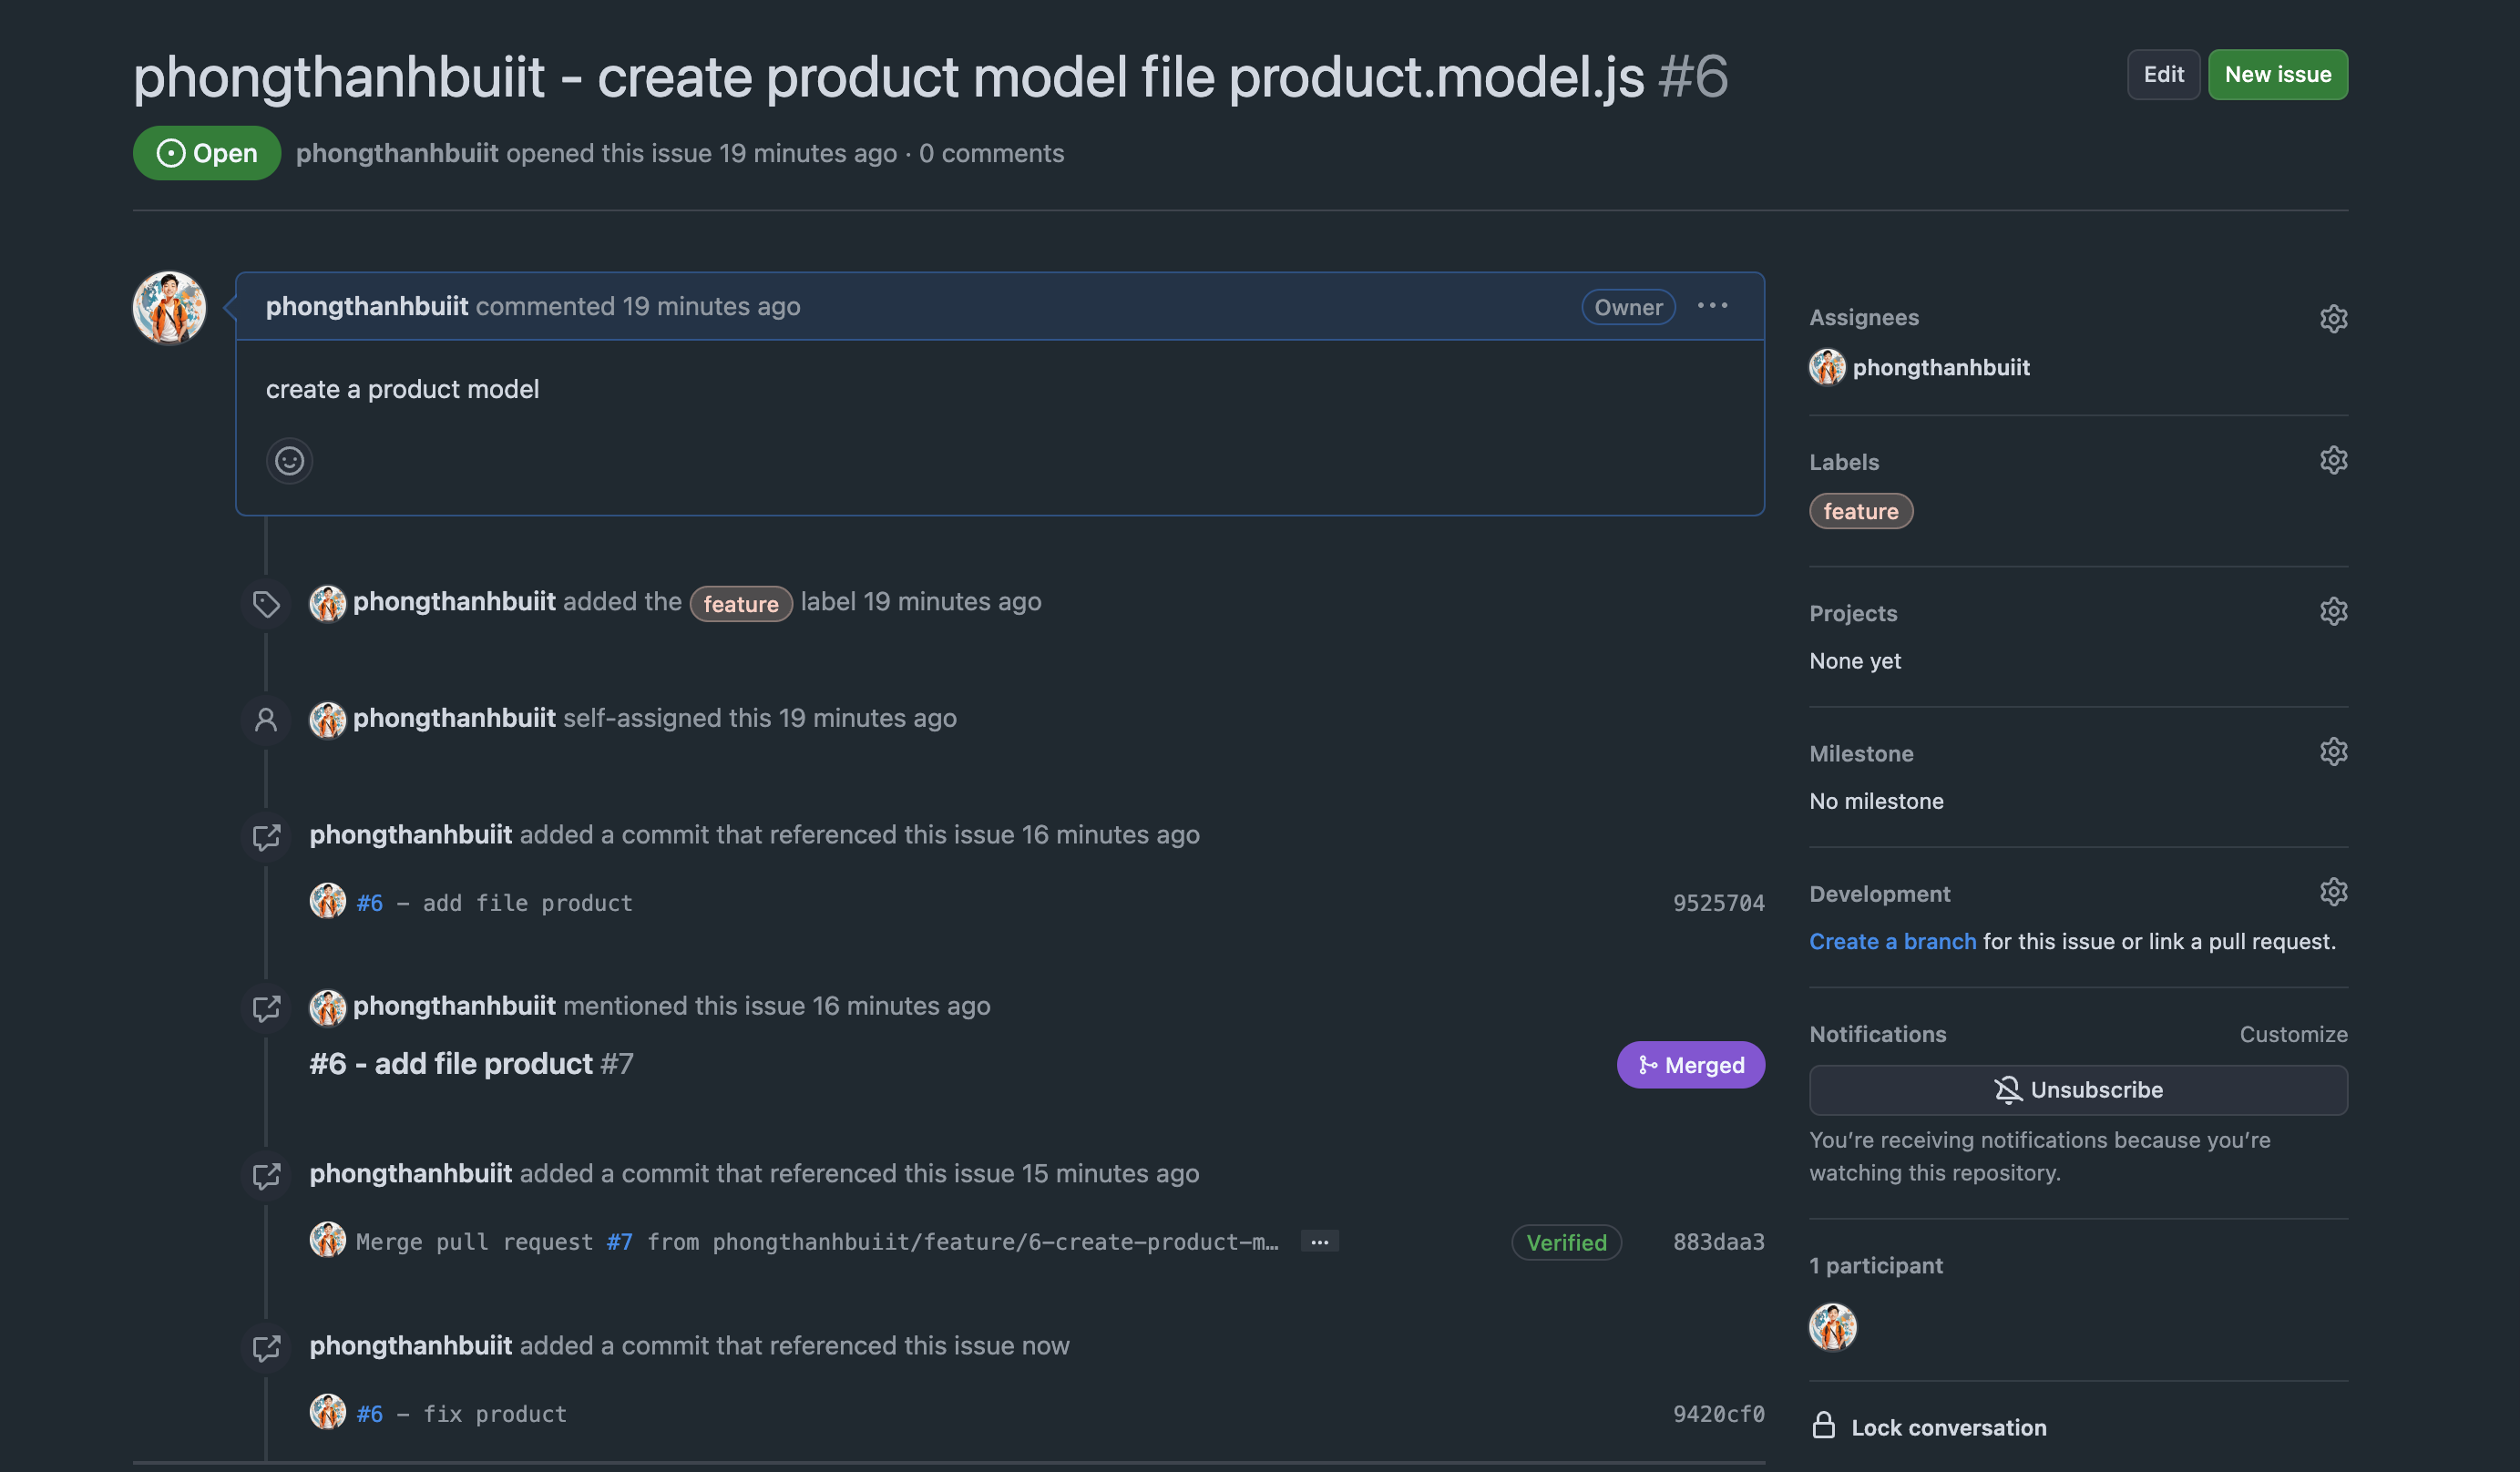 phongthanhbuiit - create product model file product.model.js #6
Edit
New issue
Open
phongthanhbuiit opened this issue 19 minutes ago · 0 comments
phongthanhbuiit commented 19 minutes ago
Owner
create a product model
phongthanhbuiit added the feature label 19 minutes ago
phongthanhbuiit self-assigned this 19 minutes ago
phongthanhbuiit added a commit that referenced this issue 16 minutes ago
#6 – add file product
9525704
phongthanhbuiit mentioned this issue 16 minutes ago
#6 - add file product #7
Merged
phongthanhbuiit added a commit that referenced this issue 15 minutes ago
Merge pull request #7 from phongthanhbuiit/feature/6-create-product-m…
Verified
883daa3
phongthanhbuiit added a commit that referenced this issue now
#6 – fix product
9420cf0
Assignees
phongthanhbuiit
Labels
feature
Projects
None yet
Milestone
No milestone
Development
Create a branch for this issue or link a pull request.
Notifications
Customize
Unsubscribe
You’re receiving notifications because you’re
watching this repository.
1 participant
Lock conversation